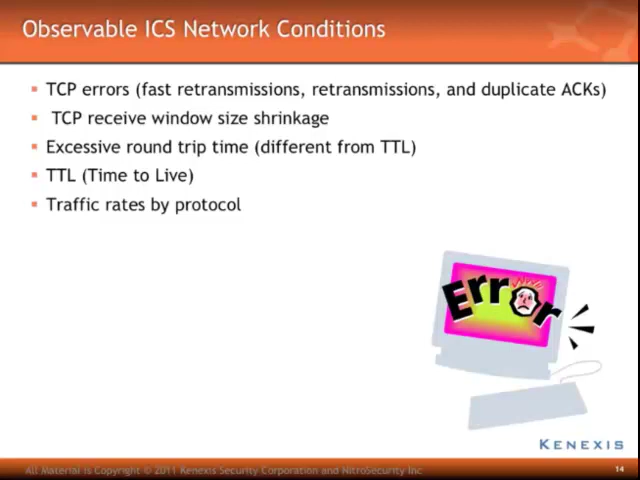 Observable ICS Network Conditions
TCP errors (fast retransmissions, retransmissions, and duplicate ACKs)
TCP receive window size shrinkage
Excessive round trip time (different from TTL)
TTL (Time to Live)
Traffic rates by protocol
Error
KENEXIS
All Material is Copyright © 2011 Kenexis Security Corporation and NitroSecurity Inc
14